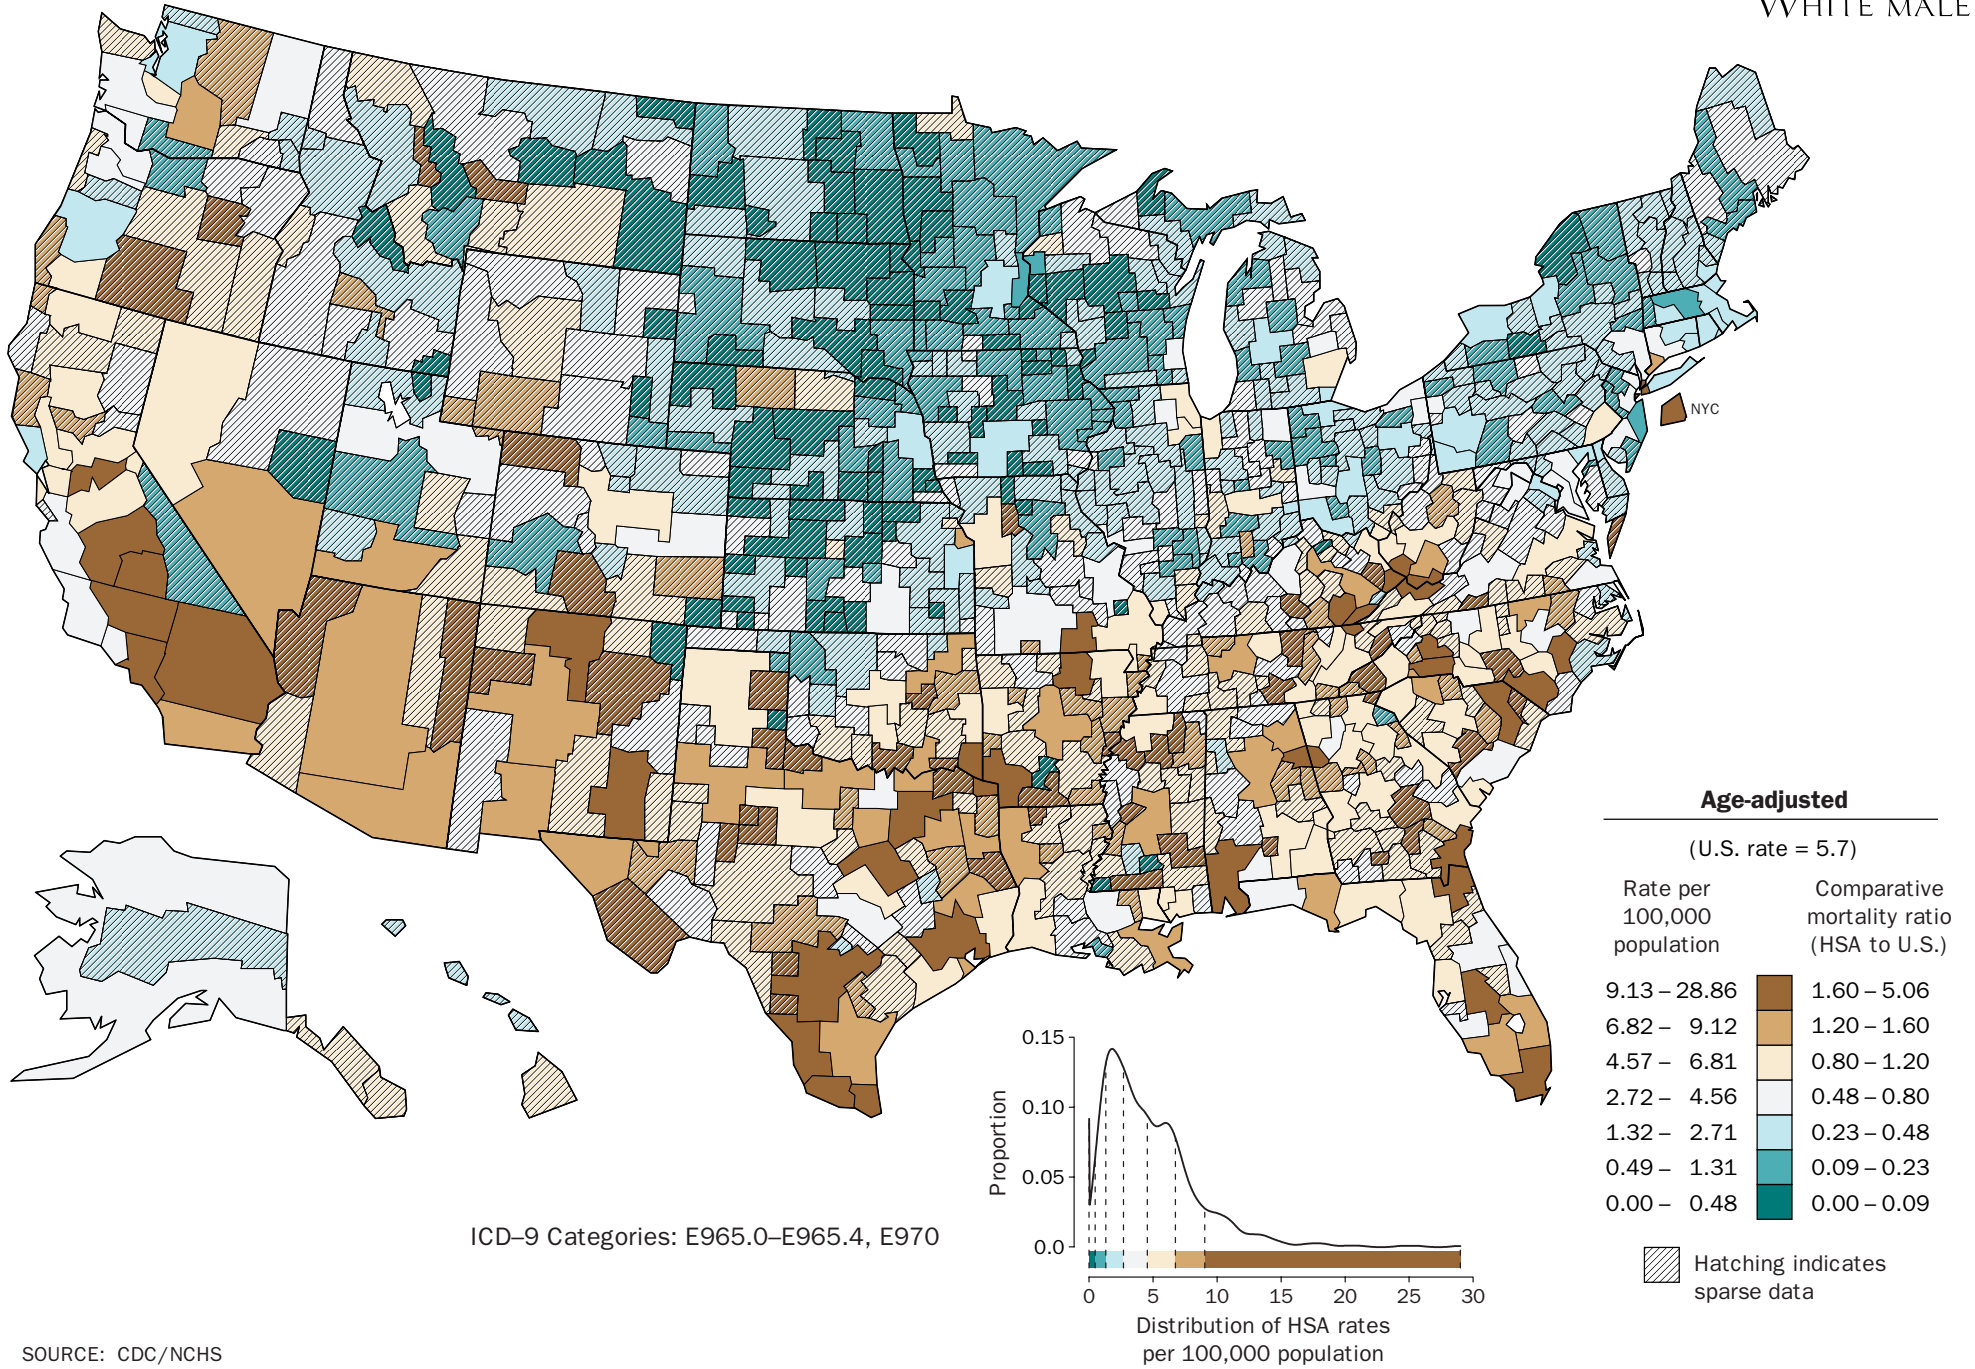 WHITE MALE
NYC
Age-adjusted
(U.S. rate = 5.7)
Rate per
100,000
population
Comparative
mortality ratio
(HSA to U.S.)
9.13 – 28.86 1.60 – 5.06
6.82 – 9.12 1.20 – 1.60
4.57 – 6.81 0.80 – 1.20
2.72 – 4.56 0.48 – 0.80
1.32 – 2.71 0.23 – 0.48
0.49 – 1.31 0.09 – 0.23
0.00 – 0.48 0.00 – 0.09
Hatching indicates
sparse data
0.15
0.10
0.05
0.0
Proportion
0 5 10 15 20 25 30
Distribution of HSA rates
per 100,000 population
ICD–9 Categories: E965.0–E965.4, E970
SOURCE: CDC/NCHS